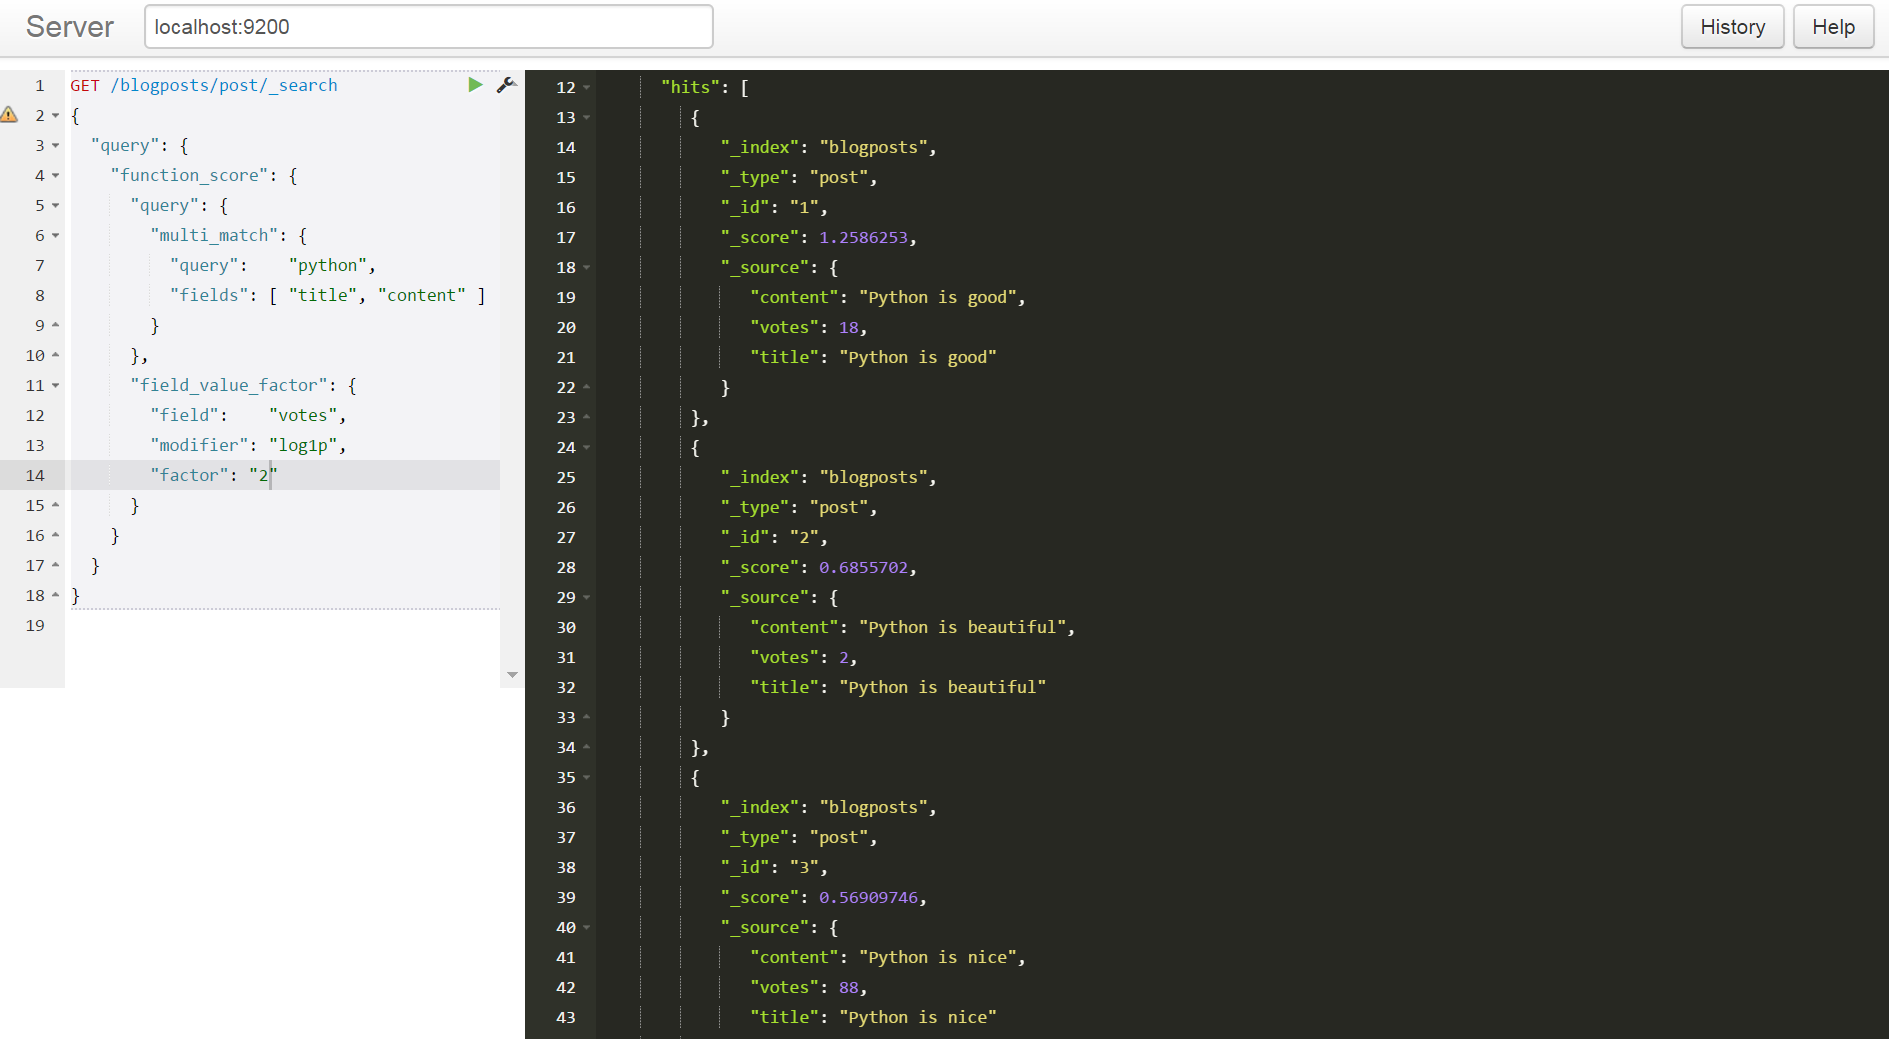 Server localhost:9200 History Help
1 GET /blogposts/post/_search
2 {
3 "query": {
4 "function_score": {
5 "query": {
6 "multi_match": {
7 "query": "python",
8 "fields": [ "title", "content" ]
9 }
10 },
11 "field_value_factor": {
12 "field": "votes",
13 "modifier": "log1p",
14 "factor": "2"
15 }
16 }
17 }
18 }
19
12 "hits": [
13 {
14 "_index": "blogposts",
15 "_type": "post",
16 "_id": "1",
17 "_score": 1.2586253,
18 "_source": {
19 "content": "Python is good",
20 "votes": 18,
21 "title": "Python is good"
22 }
23 },
24 {
25 "_index": "blogposts",
26 "_type": "post",
27 "_id": "2",
28 "_score": 0.6855702,
29 "_source": {
30 "content": "Python is beautiful",
31 "votes": 2,
32 "title": "Python is beautiful"
33 }
34 },
35 {
36 "_index": "blogposts",
37 "_type": "post",
38 "_id": "3",
39 "_score": 0.56909746,
40 "_source": {
41 "content": "Python is nice",
42 "votes": 88,
43 "title": "Python is nice"